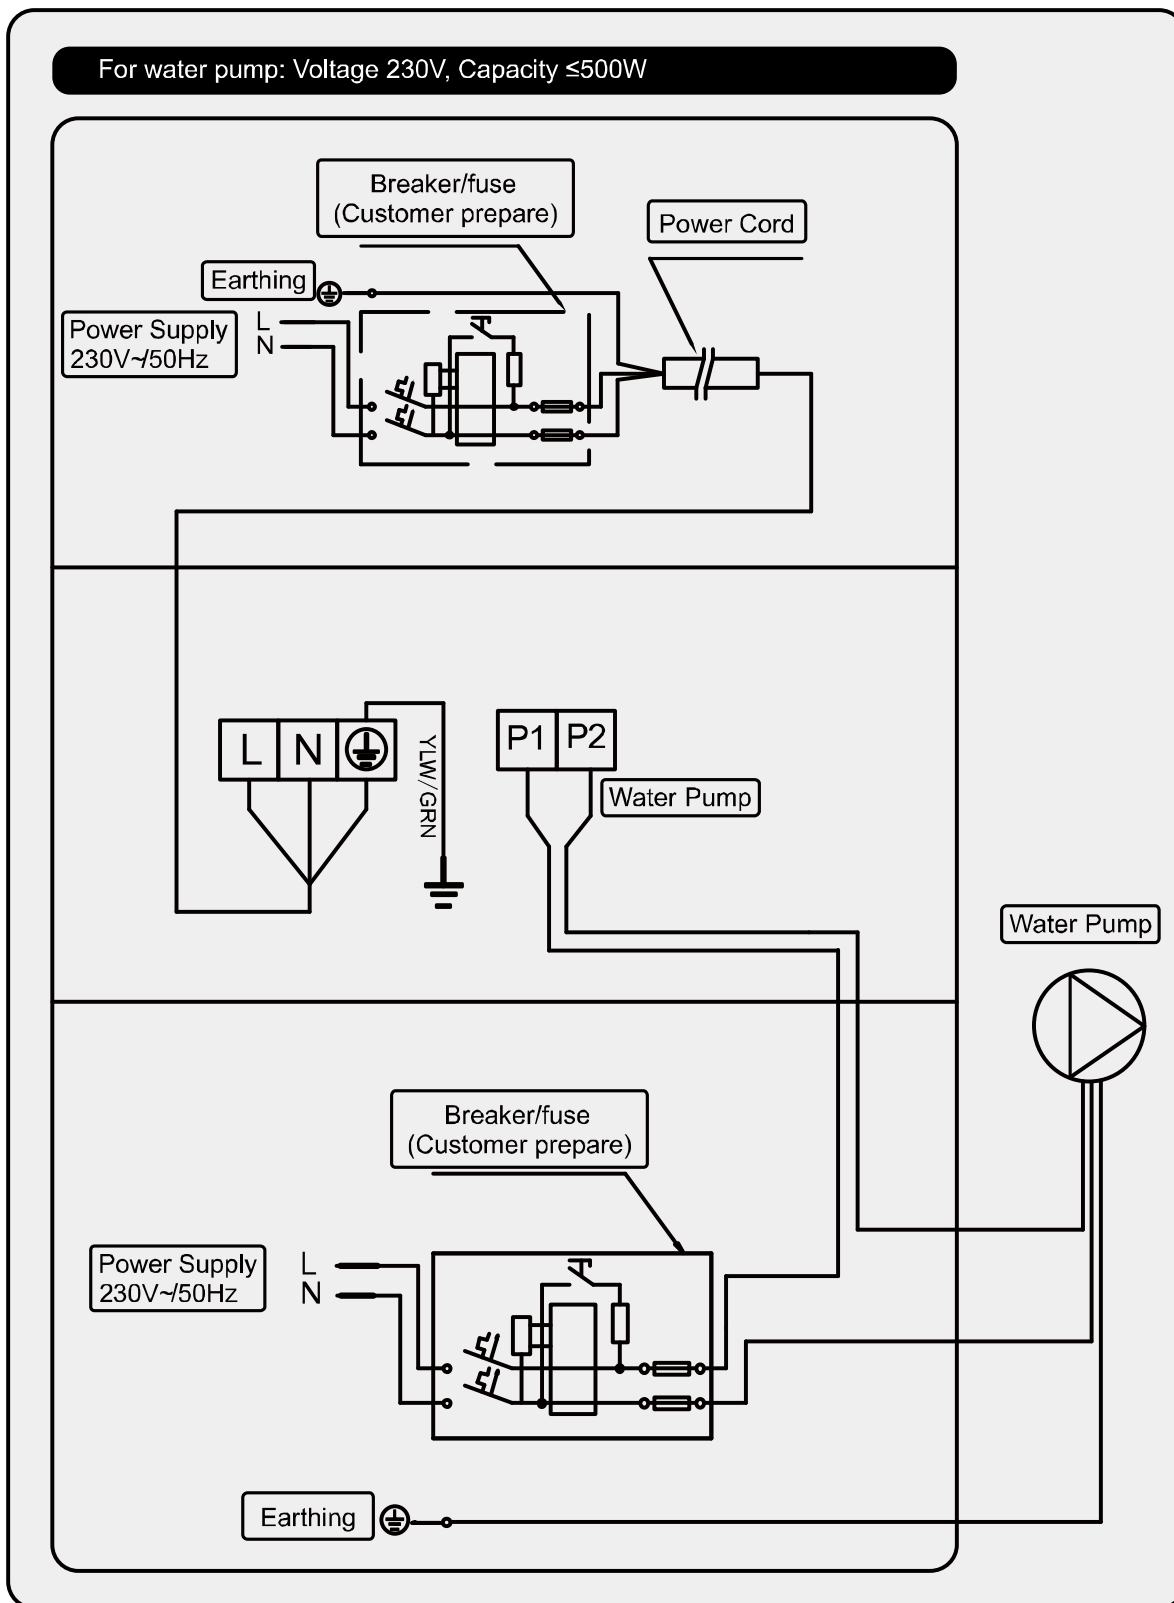 For water pump: Voltage 230V, Capacity ≤500W
Breaker/fuse
(Customer prepare)
Power Cord
Earthing
Power Supply
230V~/50Hz
L
N
L N
YLW/GRN
P1 P2
Water Pump
Water Pump
Breaker/fuse
(Customer prepare)
Power Supply
230V~/50Hz
L
N
Earthing